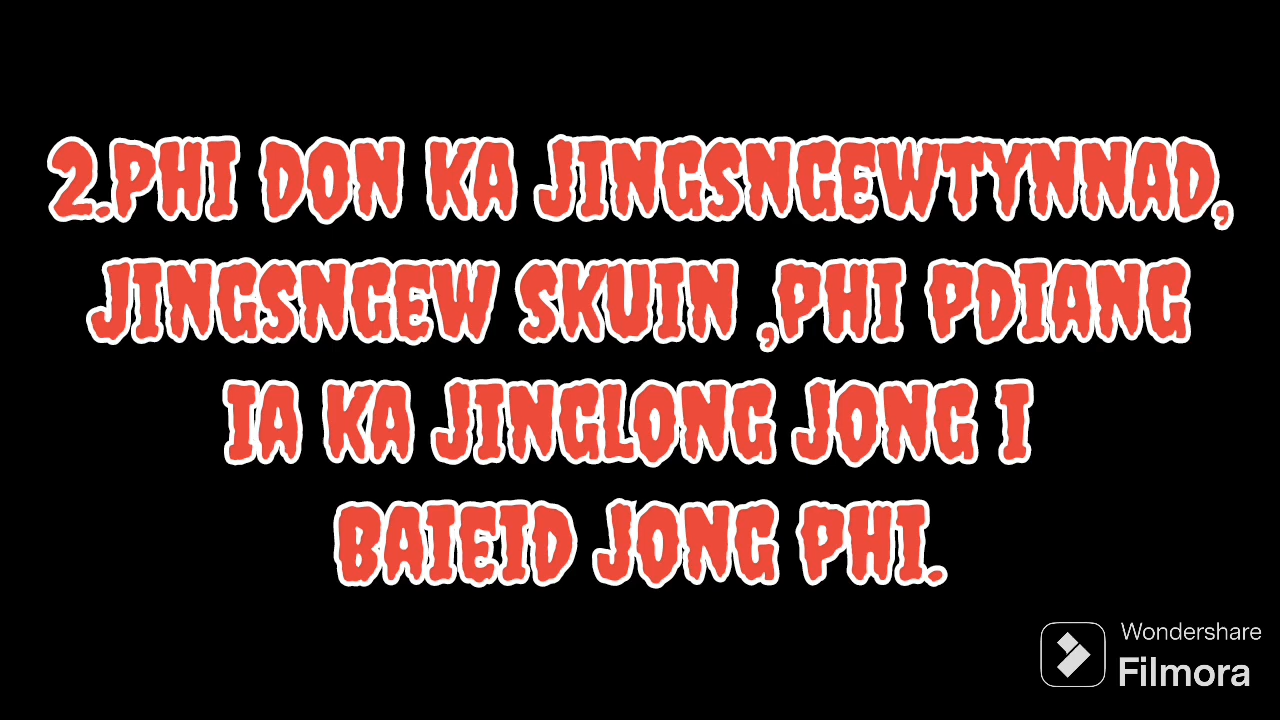 2.PHI DON KA JINGSNGEWTYNNAD,
JINGSNGEW SKUIN ,PHI PDIANG
IA KA JINGLONG JONG I
BAIEID JONG PHI.
Wondershare
Filmora